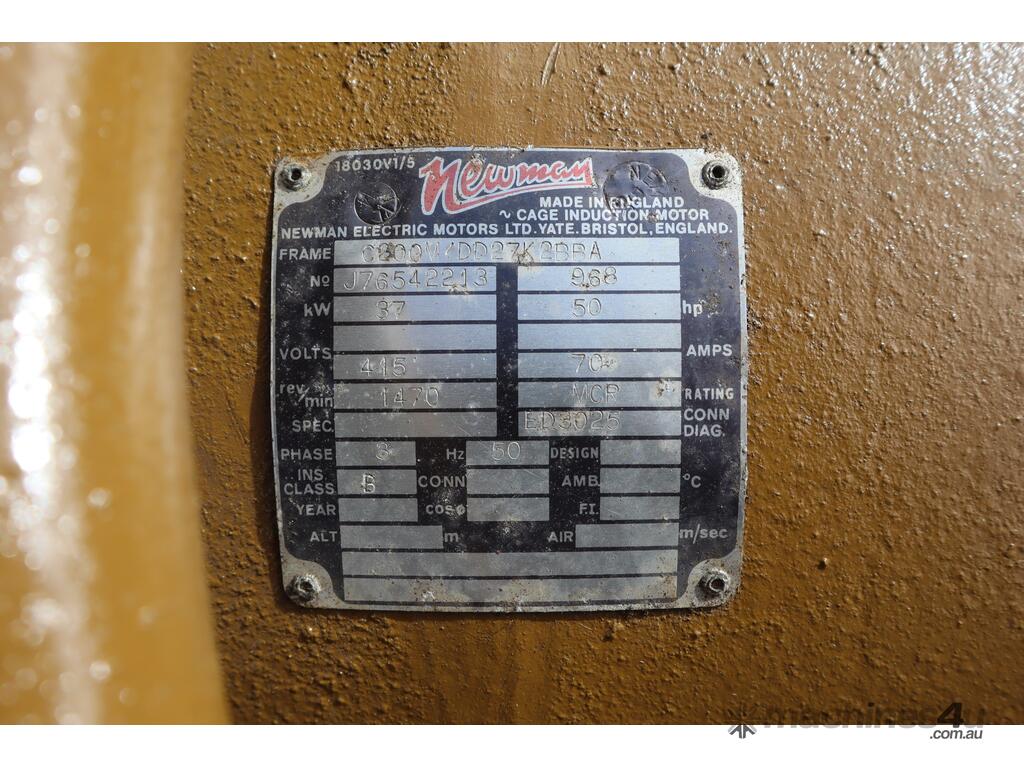 18030V1/5 Newman
MADE IN ENGLAND
~ CAGE INDUCTION MOTOR
NEWMAN ELECTRIC MOTORS LTD. YATE. BRISTOL, ENGLAND.
FRAME
No J76542213 968
kW 37 50 hp
VOLTS 415 70 AMPS
rev/min 1470 MCR RATING
SPEC. ED3025 CONN DIAG.
PHASE 3 Hz 50 DESIGN
INS. CLASS B CONN AMB. °C
YEAR cosø F.I.
ALT m AIR m/sec
machines4u
.com.au